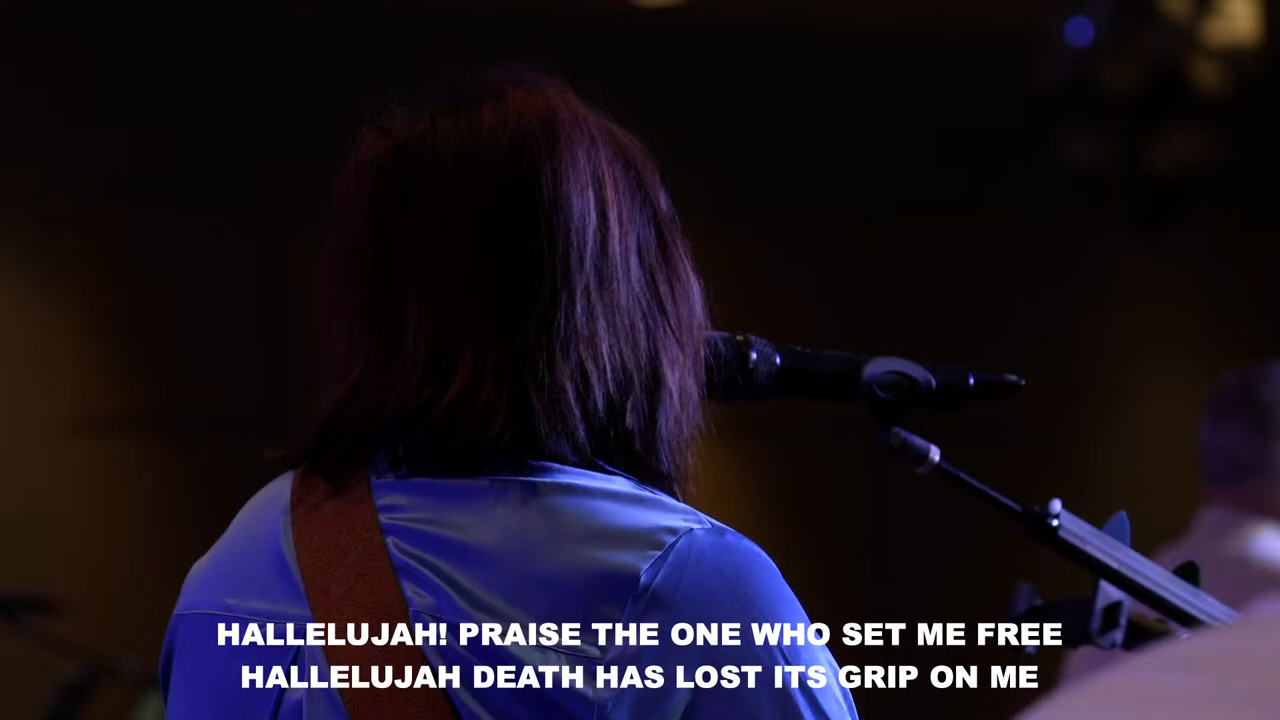 HALLELUJAH! PRAISE THE ONE WHO SET ME FREE
HALLELUJAH DEATH HAS LOST ITS GRIP ON ME